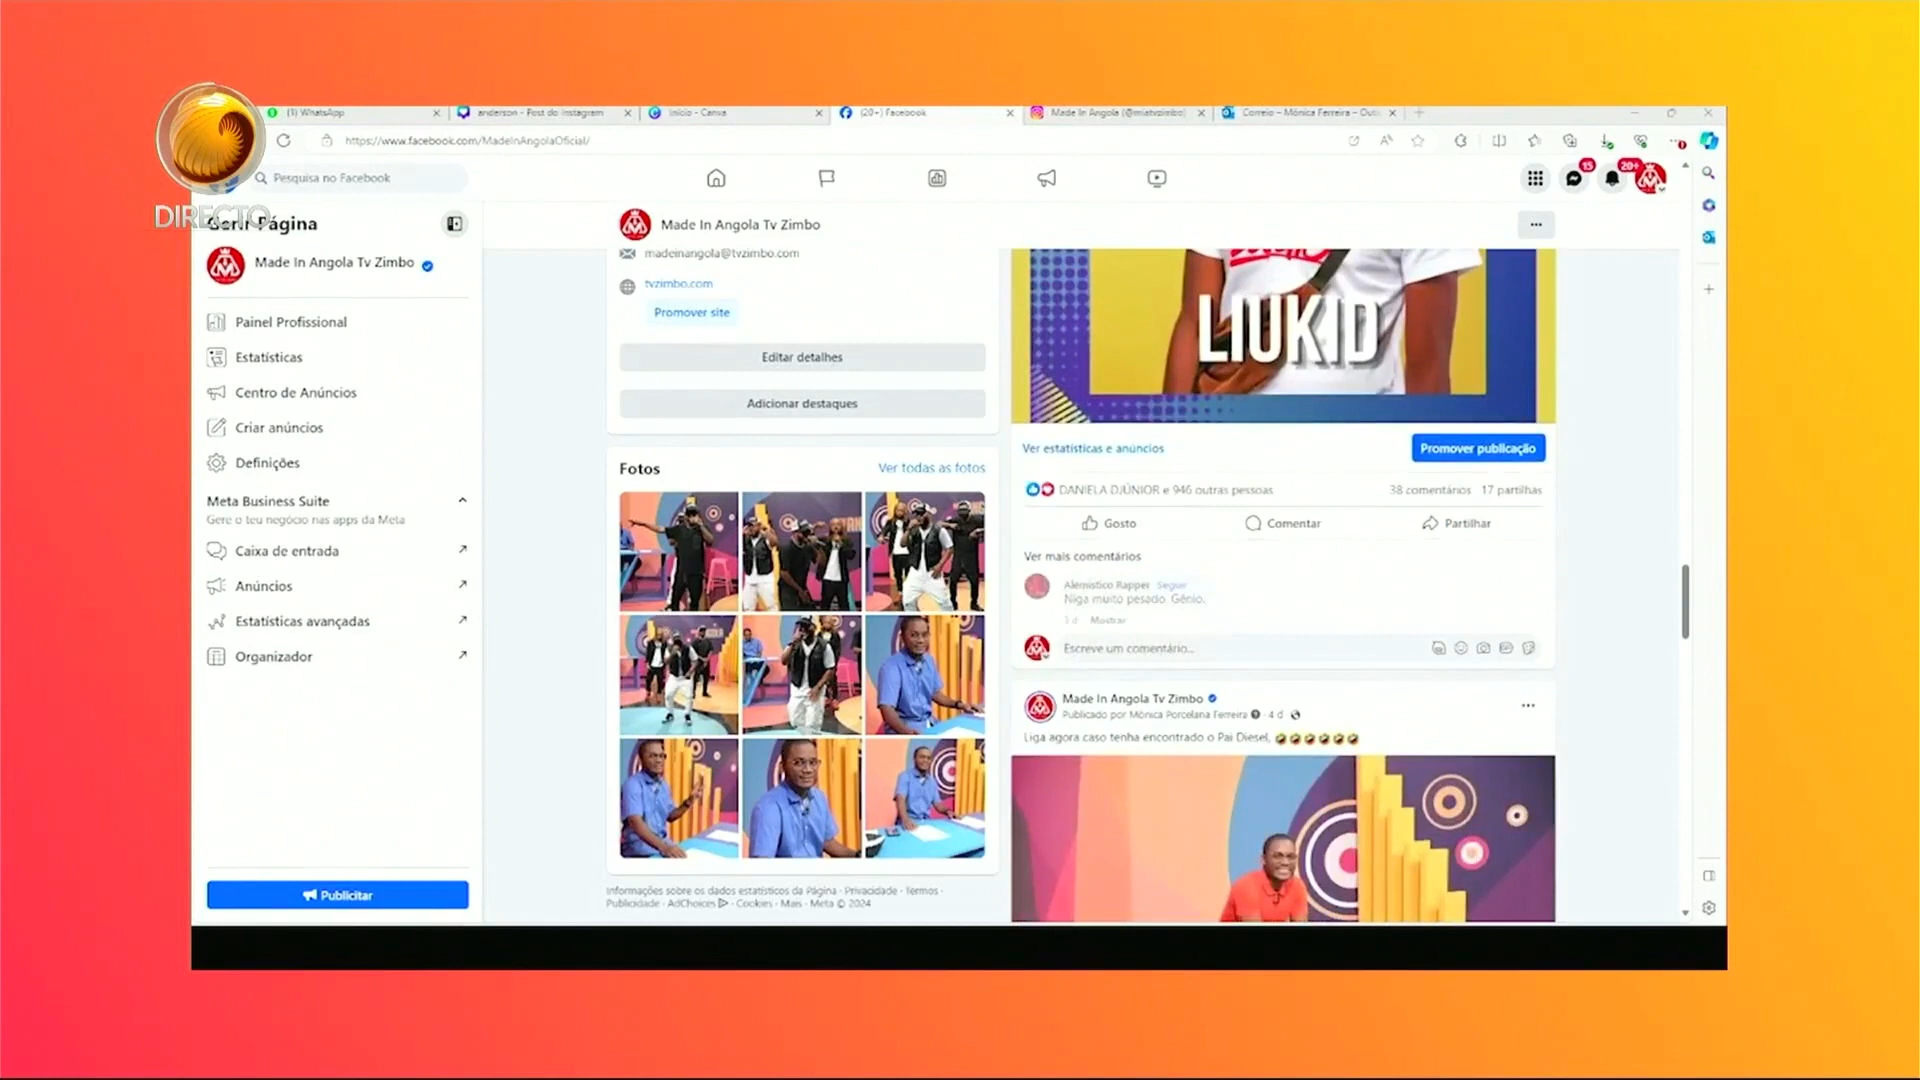 (1) WhatsApp
anderson - Post do Instagram
Início - Canva
(20+) Facebook
Made In Angola (@miatvzimbo)
Correio – Mónica Ferreira – Outl
https://www.facebook.com/MadeInAngolaOficial/
Pesquisa no Facebook
15
20+
DIRECTO
Gerir Página
Made In Angola Tv Zimbo
Painel Profissional
Estatísticas
Centro de Anúncios
Criar anúncios
Definições
Meta Business Suite
Gere o teu negócio nas apps da Meta
Caixa de entrada
Anúncios
Estatísticas avançadas
Organizador
Publicitar
Made In Angola Tv Zimbo
madeinangola@tvzimbo.com
tvzimbo.com
Promover site
Editar detalhes
Adicionar destaques
Fotos
Ver todas as fotos
Informações sobre os dados estatísticos da Página · Privacidade · Termos ·
Publicidade · AdChoices · Cookies · Mais · Meta © 2024
LIUKID
Ver estatísticas e anúncios
Promover publicação
DANIELA DJÚNIOR e 946 outras pessoas
38 comentários 17 partilhas
Gosto
Comentar
Partilhar
Ver mais comentários
Alemistico Rapper Seguir
Niga muito pesado. Gênio.
3 d Mostrar
Escreve um comentário...
Made In Angola Tv Zimbo
Publicado por Mónica Porcelana Ferreira · 4 d ·
Liga agora caso tenha encontrado o Pai Diesel, 🤣🤣🤣🤣🤣🤣